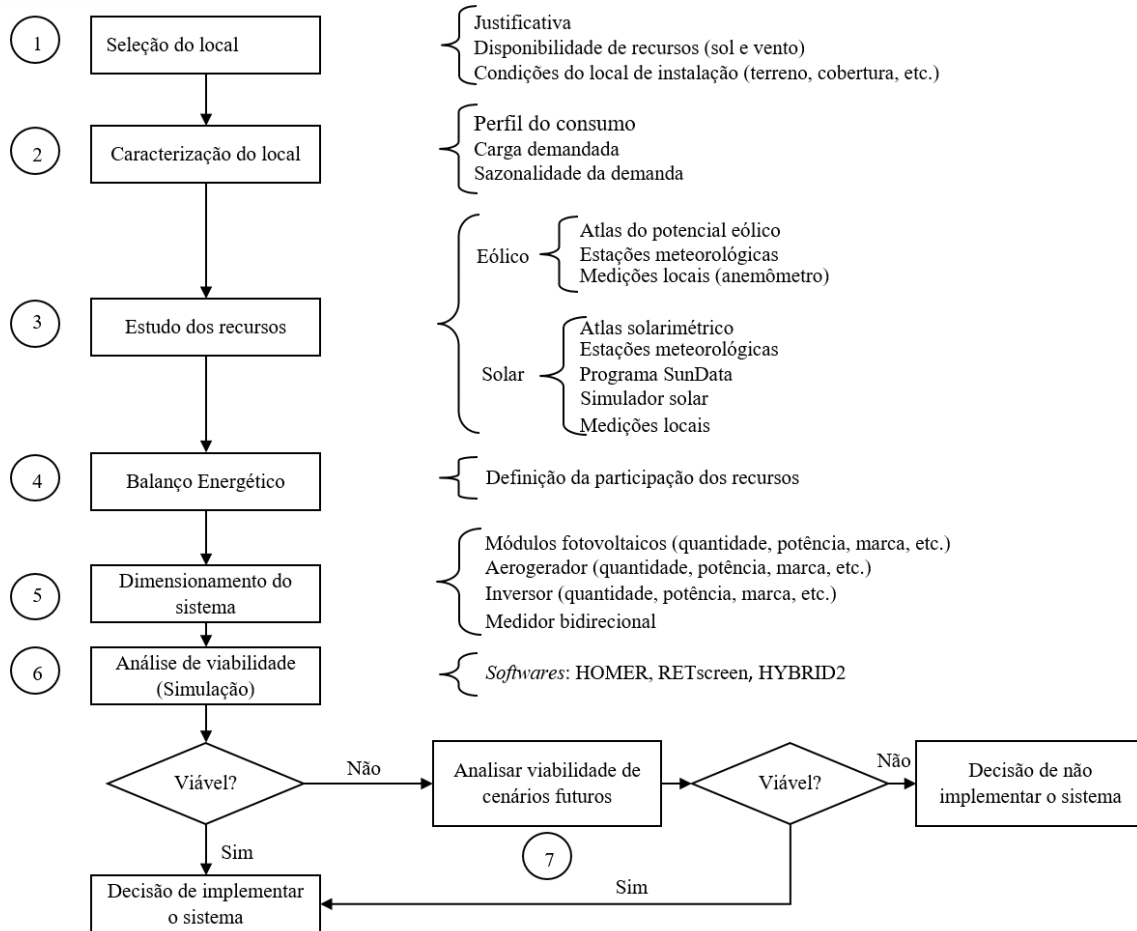 1
Seleção do local
Justificativa
Disponibilidade de recursos (sol e vento)
Condições do local de instalação (terreno, cobertura, etc.)
2
Caracterização do local
Perfil do consumo
Carga demandada
Sazonalidade da demanda
3
Estudo dos recursos
Eólico
Atlas do potencial eólico
Estações meteorológicas
Medições locais (anemômetro)
Solar
Atlas solarimétrico
Estações meteorológicas
Programa SunData
Simulador solar
Medições locais
4
Balanço Energético
Definição da participação dos recursos
5
Dimensionamento do
sistema
Módulos fotovoltaicos (quantidade, potência, marca, etc.)
Aerogerador (quantidade, potência, marca, etc.)
Inversor (quantidade, potência, marca, etc.)
Medidor bidirecional
6
Análise de viabilidade
(Simulação)
Softwares: HOMER, RETscreen, HYBRID2
Viável?
Não
Analisar viabilidade de
cenários futuros
7
Viável?
Não
Decisão de não
implementar o sistema
Sim
Sim
Decisão de implementar
o sistema